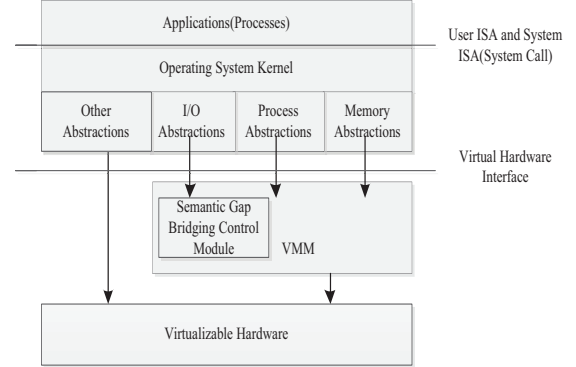 Applications(Processes)
User ISA and System
ISA(System Call)
Operating System Kernel
Other
Abstractions
I/O
Abstractions
Process
Abstractions
Memory
Abstractions
Virtual Hardware
Interface
Semantic Gap
Bridging Control
Module
VMM
Virtualizable Hardware